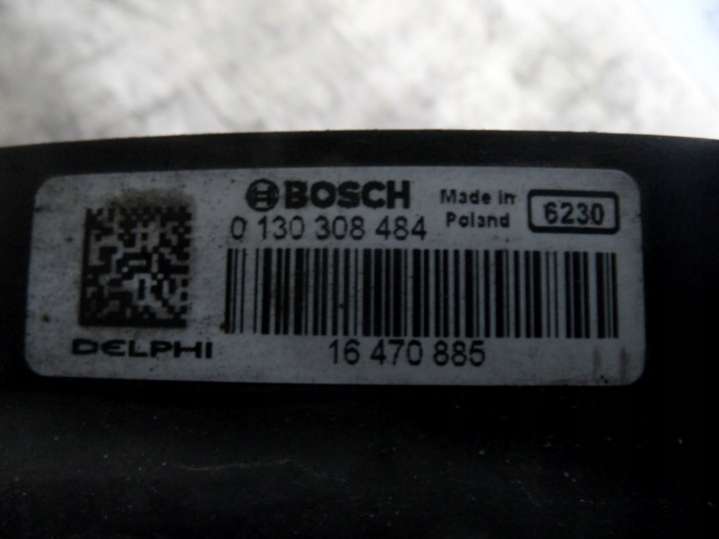 BOSCH
Made in
Poland
6230
0 130 308 484
DELPHI
16 470 885